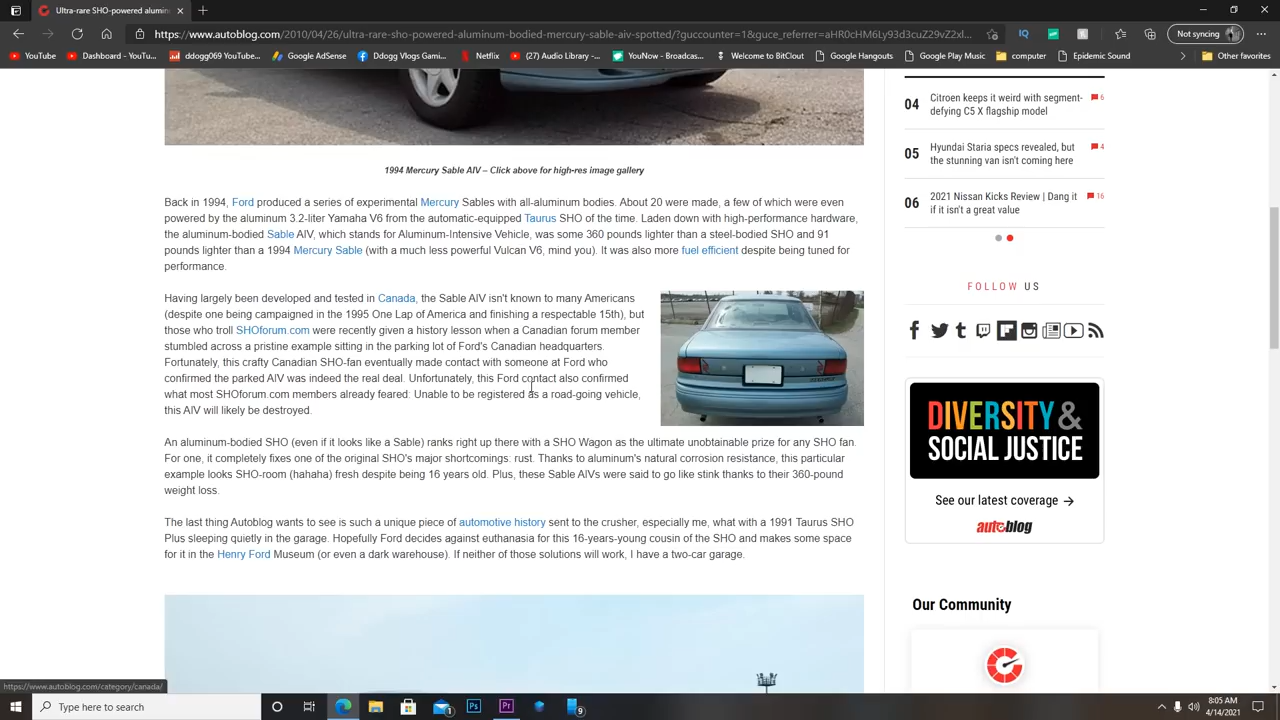 Rare SHO-powered-aluminu
https://www.autoblog.com/2010/04/26/ultra-rare-sho-powered-aluminum-bodied-mercury-sable-aiv-spotted/?guccounter=1&guce_referrer=aHR0cHM6Ly93d3cuZ29vZ2xl...
Not syncing
YouTube
Dashboard - YouTu...
ddogg069 YouTube...
Google AdSense
Ddogg Vlogs Gami...
Netflix
(27) Audio Library -...
YouNow - Broadcas...
Welcome to BitClout
Google Hangouts
Google Play Music
computer
Epidemic Sound
Other favorites
1994 Mercury Sable AIV – Click above for high-res image gallery
Back in 1994, Ford produced a series of experimental Mercury Sables with all-aluminum bodies. About 20 were made, a few of which were even
powered by the aluminum 3.2-liter Yamaha V6 from the automatic-equipped Taurus SHO of the time. Laden down with high-performance hardware,
the aluminum-bodied Sable AIV, which stands for Aluminum-Intensive Vehicle, was some 360 pounds lighter than a steel-bodied SHO and 91
pounds lighter than a 1994 Mercury Sable (with a much less powerful Vulcan V6, mind you). It was also more fuel efficient despite being tuned for
performance.
Having largely been developed and tested in Canada, the Sable AIV isn't known to many Americans
(despite one being campaigned in the 1995 One Lap of America and finishing a respectable 15th), but
those who troll SHOforum.com were recently given a history lesson when a Canadian forum member
stumbled across a pristine example sitting in the parking lot of Ford's Canadian headquarters.
Fortunately, this crafty Canadian SHO-fan eventually made contact with someone at Ford who
confirmed the parked AIV was indeed the real deal. Unfortunately, this Ford contact also confirmed
what most SHOforum.com members already feared: Unable to be registered as a road-going vehicle,
this AIV will likely be destroyed.
An aluminum-bodied SHO (even if it looks like a Sable) ranks right up there with a SHO Wagon as the ultimate unobtainable prize for any SHO fan.
For one, it completely fixes one of the original SHO's major shortcomings: rust. Thanks to aluminum's natural corrosion resistance, this particular
example looks SHO-room (hahaha) fresh despite being 16 years old. Plus, these Sable AIVs were said to go like stink thanks to their 360-pound
weight loss.
The last thing Autoblog wants to see is such a unique piece of automotive history sent to the crusher, especially me, what with a 1991 Taurus SHO
Plus sleeping quietly in the garage. Hopefully Ford decides against euthanasia for this 16-years-young cousin of the SHO and makes some space
for it in the Henry Ford Museum (or even a dark warehouse). If neither of those solutions will work, I have a two-car garage.
04
Citroen keeps it weird with segment-
defying C5 X flagship model
6
05
Hyundai Staria specs revealed, but
the stunning van isn't coming here
4
06
2021 Nissan Kicks Review | Dang it
if it isn't a great value
16
FOLLOW US
DIVERSITY &
SOCIAL JUSTICE
See our latest coverage →
autoblog
Our Community
https://www.autoblog.com/category/canada/
Type here to search
8:05 AM
4/14/2021